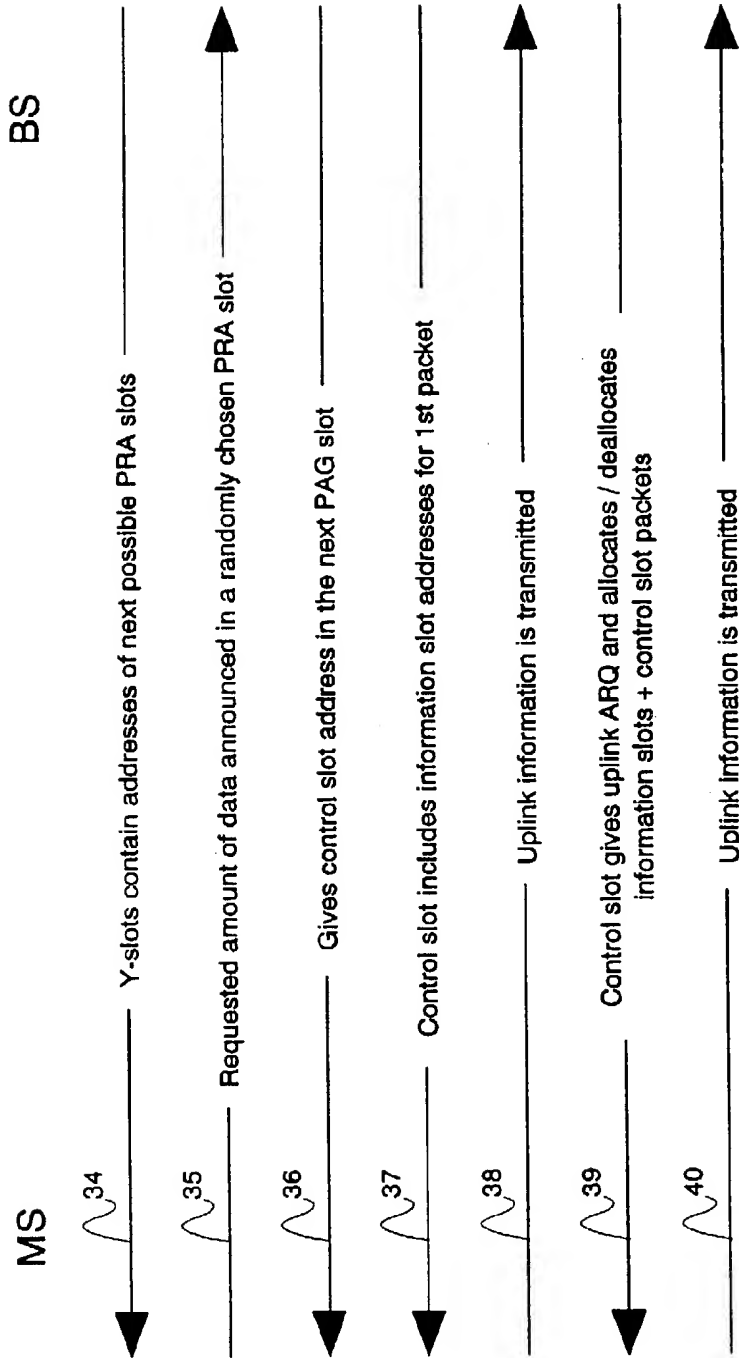 MS
BS
34
Y-slots contain addresses of next possible PRA slots
35
Requested amount of data announced in a randomly chosen PRA slot
36
Gives control slot address in the next PAG slot
37
Control slot includes information slot addresses for 1st packet
38
Uplink information is transmitted
39
Control slot gives uplink ARQ and allocates / deallocates
information slots + control slot packets
40
Uplink information is transmitted